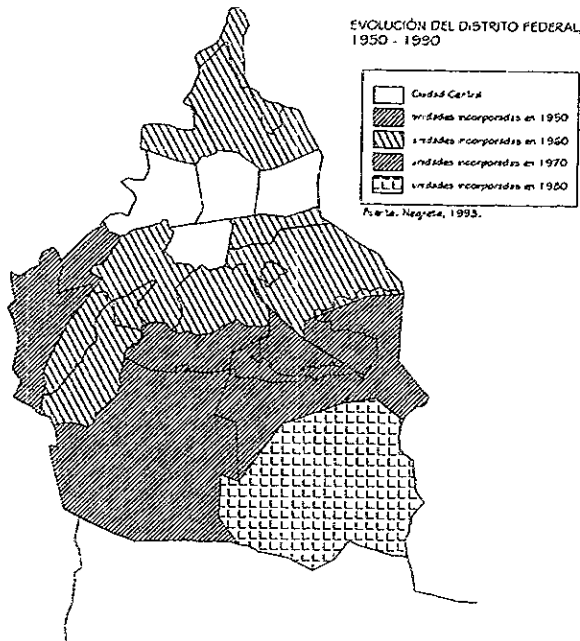 EVOLUCIÓN DEL DISTRITO FEDERAL,
1950 - 1990
Ciudad Central
unidades incorporadas en 1950
unidades incorporadas en 1960
unidades incorporadas en 1970
unidades incorporadas en 1980
Negrete, 1993.